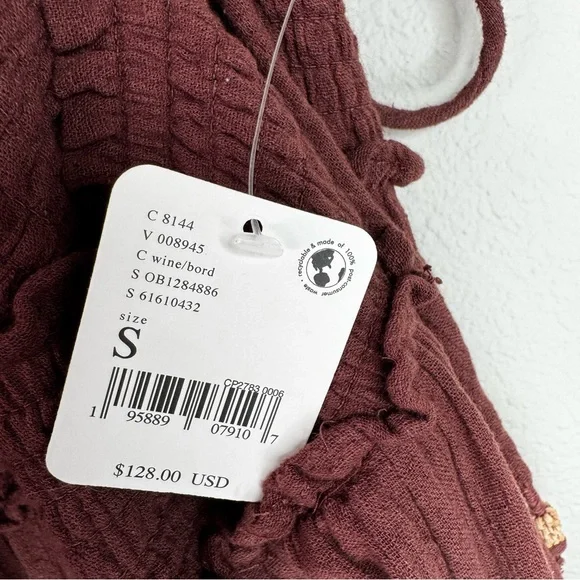 C 8144
V 008945
C wine/bord
S OB1284886
S 61610432
size
S
CP2783 0006
1 95889 07910 7
$128.00 USD
recyclable & made of 100% post-consumer waste •